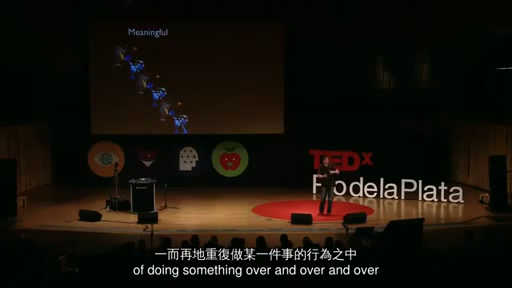 Meaningful
TEDx
RiodelaPlata
一而再地重復做某一件事的行為之中
of doing something over and over and over